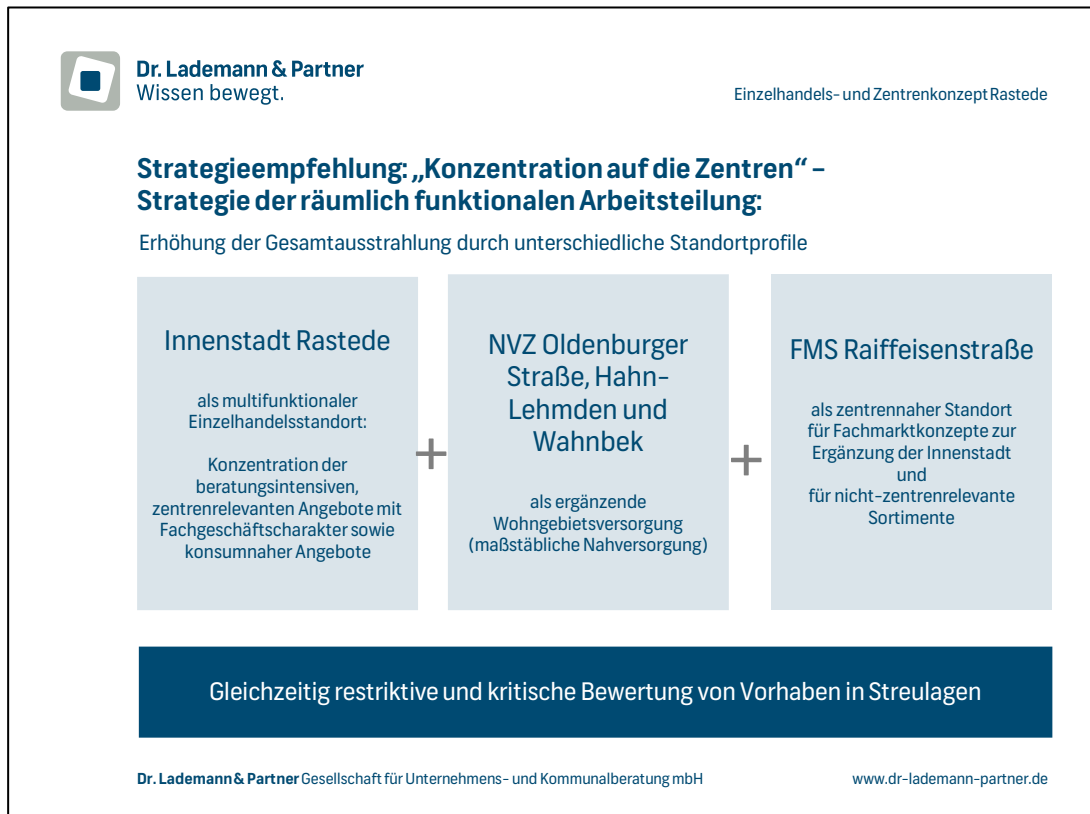 Dr. Lademann & Partner
Wissen bewegt.
Einzelhandels- und Zentrenkonzept Rastede
Strategieempfehlung: „Konzentration auf die Zentren“ –
Strategie der räumlich funktionalen Arbeitsteilung:
Erhöhung der Gesamtausstrahlung durch unterschiedliche Standortprofile
Innenstadt Rastede
als multifunktionaler
Einzelhandelsstandort:
Konzentration der
beratungsintensiven,
zentrenrelevanten Angebote mit
Fachgeschäftscharakter sowie
konsumnaher Angebote
+
NVZ Oldenburger
Straße, Hahn-
Lehmden und
Wahnbek
als ergänzende
Wohngebietsversorgung
(maßstäbliche Nahversorgung)
+
FMS Raiffeisenstraße
als zentrennaher Standort
für Fachmarktkonzepte zur
Ergänzung der Innenstadt
und
für nicht-zentrenrelevante
Sortimente
Gleichzeitig restriktive und kritische Bewertung von Vorhaben in Streulagen
Dr. Lademann & Partner Gesellschaft für Unternehmens- und Kommunalberatung mbH
www.dr-lademann-partner.de